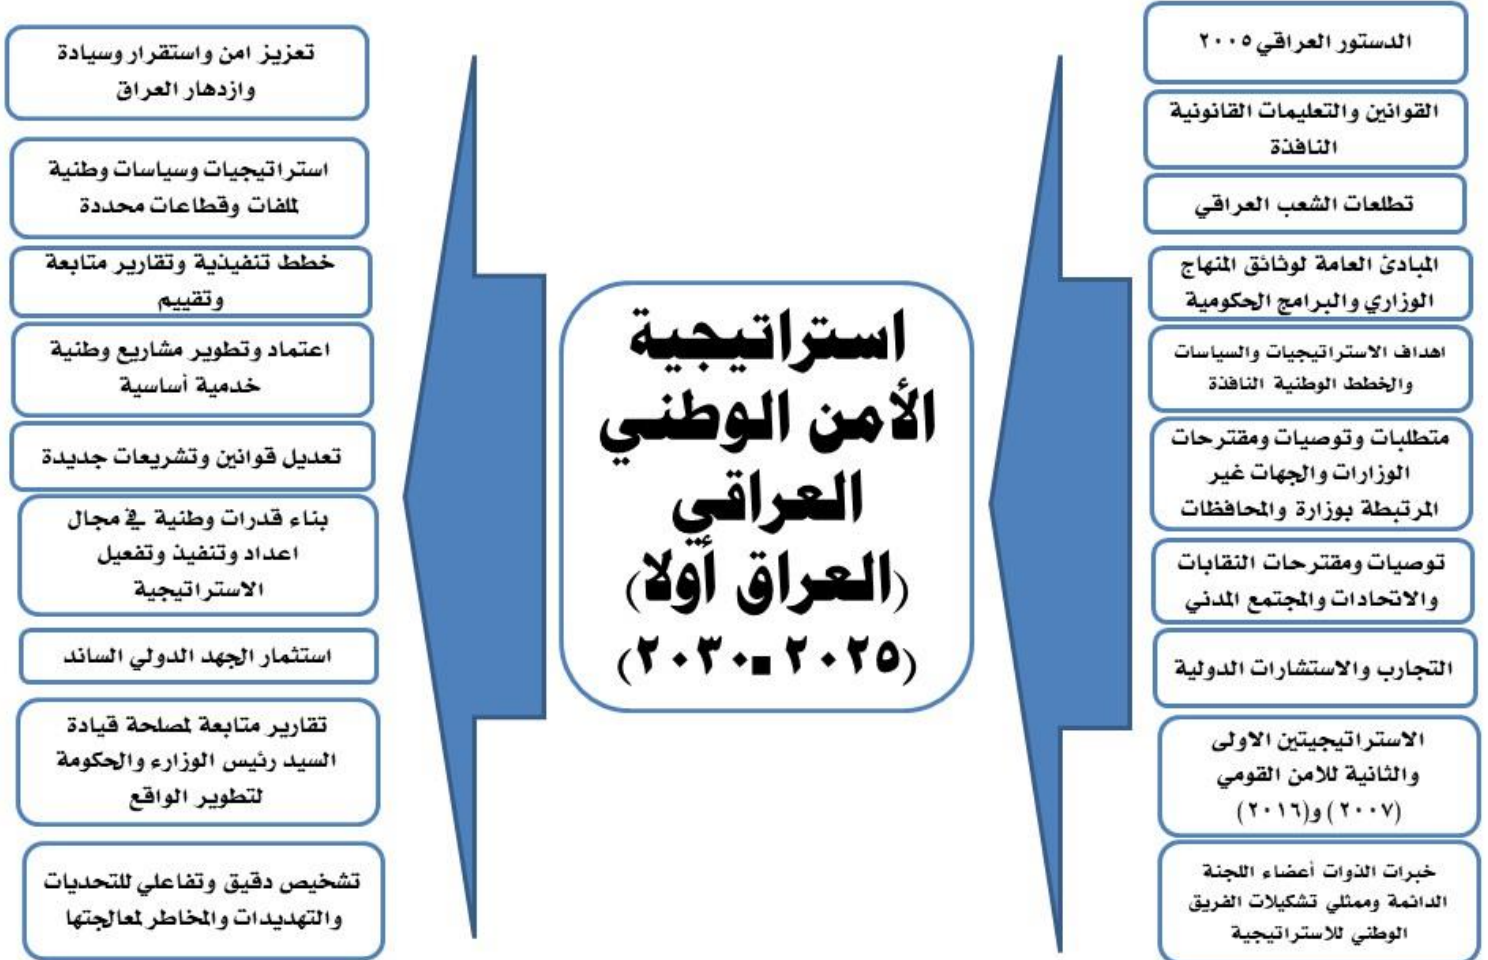 الدستور العراقي ٢٠٠٥
القوانين والتعليمات القانونية
النافذة
تطلعات الشعب العراقي
المبادئ العامة لوثائق المنهاج
الوزاري والبرامج الحكومية
اهداف الاستراتيجيات والسياسات
والخطط الوطنية النافذة
متطلبات وتوصيات ومقترحات
الوزارات والجهات غير
المرتبطة بوزارة والمحافظات
توصيات ومقترحات النقابات
والاتحادات والمجتمع المدني
التجارب والاستشارات الدولية
الاستراتيجيتين الاولى
والثانية للامن القومي
(٢٠٠٧) و(٢٠١٦)
خبرات الذوات أعضاء اللجنة
الدائمة وممثلي تشكيلات الفريق
الوطني للاستراتيجية
استراتيجية
الأمن الوطني
العراقي
(العراق أولا)
(٢٠٢٥ - ٢٠٣٠)
تعزيز امن واستقرار وسيادة
وازدهار العراق
استراتيجيات وسياسات وطنية
لملفات وقطاعات محددة
خطط تنفيذية وتقارير متابعة
وتقييم
اعتماد وتطوير مشاريع وطنية
خدمية أساسية
تعديل قوانين وتشريعات جديدة
بناء قدرات وطنية في مجال
اعداد وتنفيذ وتفعيل
الاستراتيجية
استثمار الجهد الدولي الساند
تقارير متابعة لمصلحة قيادة
السيد رئيس الوزارء والحكومة
لتطوير الواقع
تشخيص دقيق وتفاعلي للتحديات
والتهديدات والمخاطر لمعالجتها